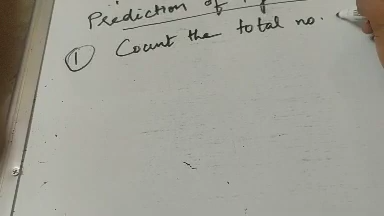 Prediction of
① Count the total no.